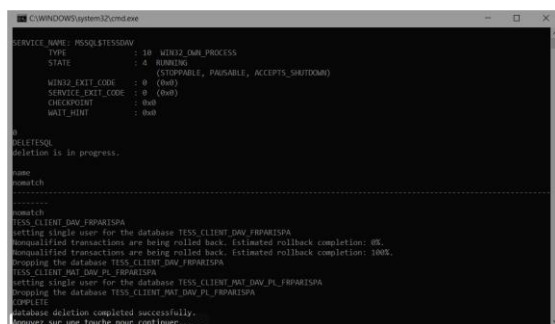 C:\WINDOWS\system32\cmd.exe
SERVICE_NAME: MSSQL$TESSDAV
TYPE : 10 WIN32_OWN_PROCESS
STATE : 4 RUNNING
(STOPPABLE, PAUSABLE, ACCEPTS_SHUTDOWN)
WIN32_EXIT_CODE : 0 (0x0)
SERVICE_EXIT_CODE : 0 (0x0)
CHECKPOINT : 0x0
WAIT_HINT : 0x0
0
DELETESQL
deletion is in progress.
name
nomatch
--------
nomatch
TESS_CLIENT_DAV_FRPARISPA
setting single user for the database TESS_CLIENT_DAV_FRPARISPA
Nonqualified transactions are being rolled back. Estimated rollback completion: 0%.
Nonqualified transactions are being rolled back. Estimated rollback completion: 100%.
Dropping the database TESS_CLIENT_DAV_FRPARISPA
TESS_CLIENT_MAT_DAV_PL_FRPARISPA
setting single user for the database TESS_CLIENT_MAT_DAV_PL_FRPARISPA
Dropping the database TESS_CLIENT_MAT_DAV_PL_FRPARISPA
COMPLETE
database deletion completed successfully.
Appuyez sur une touche pour continuer...